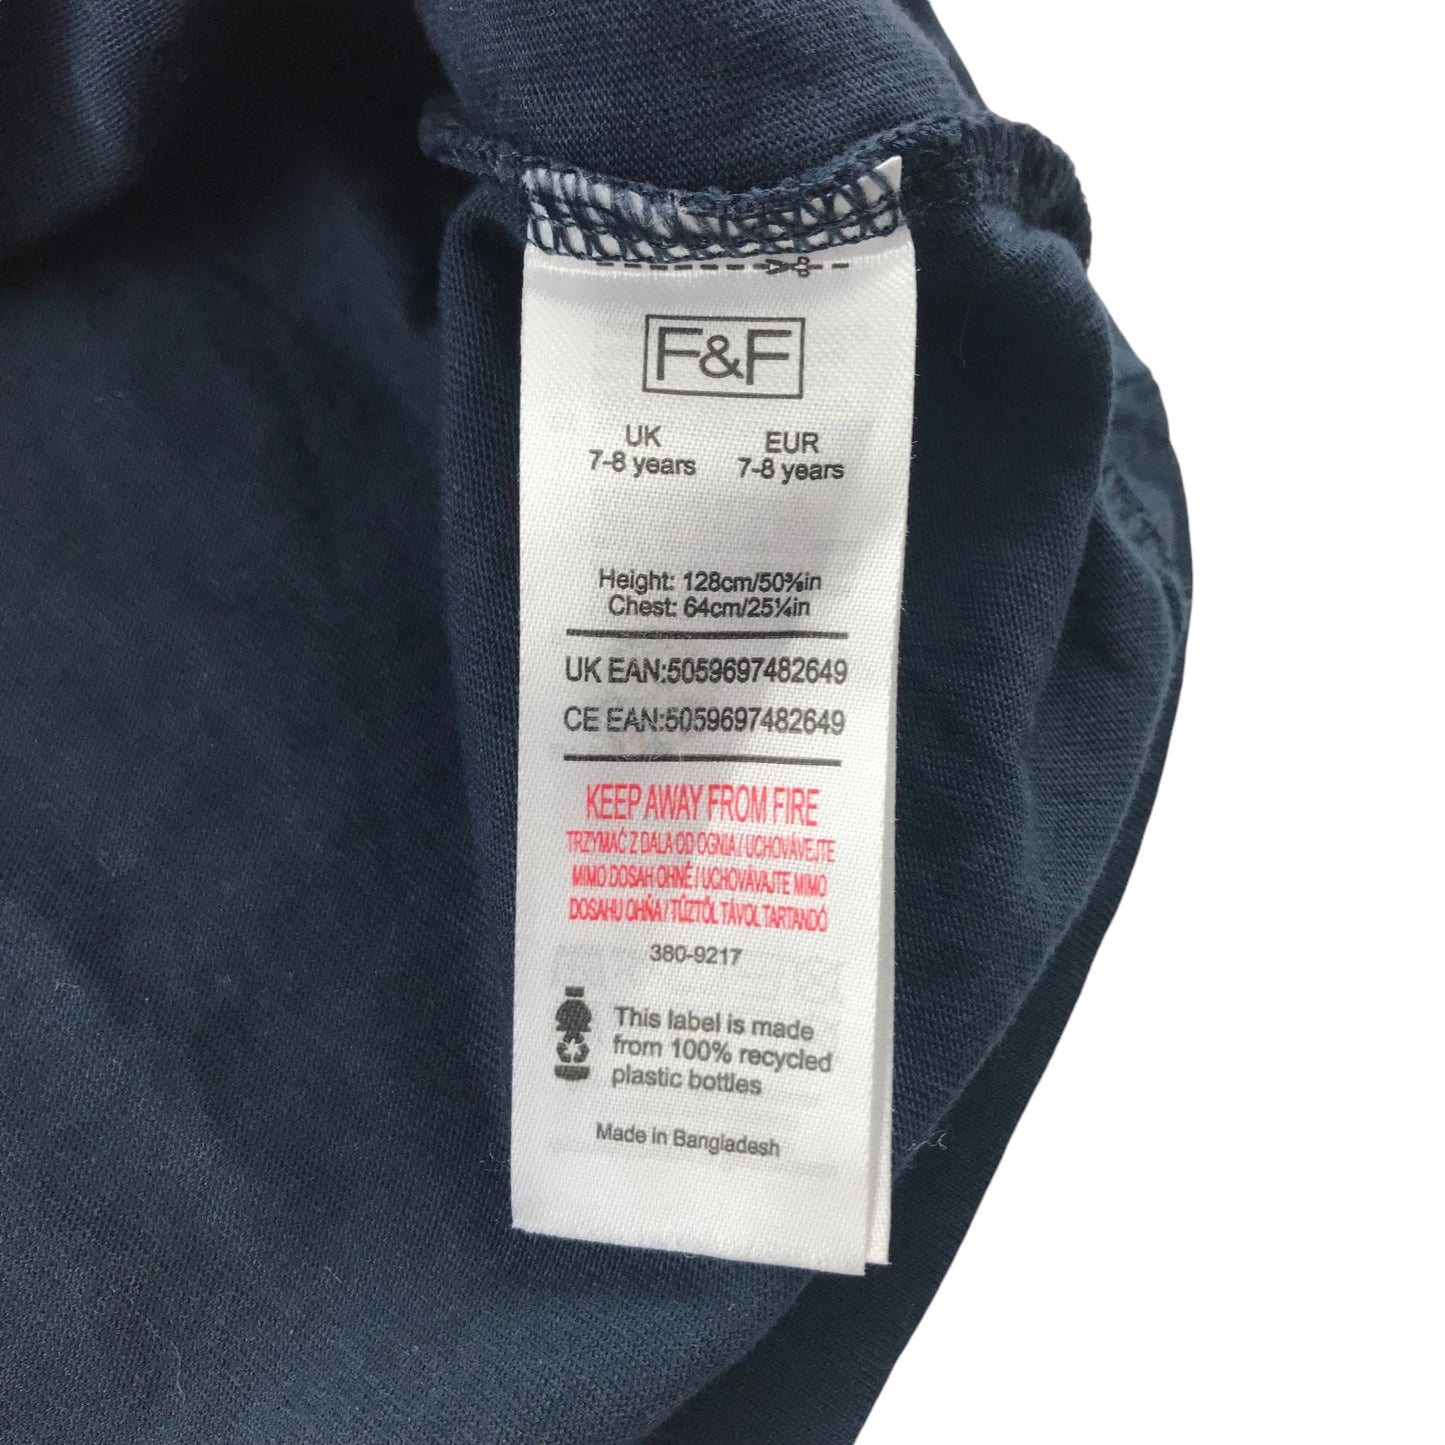 F&F
UK EUR
7-8 years 7-8 years
Height: 128cm/50⅜in
Chest: 64cm/25¼in
UK EAN:5059697482649
CE EAN:5059697482649
KEEP AWAY FROM FIRE
TRZYMAĆ Z DALA OD OGNIA / UCHOVÁVEJTE
MIMO DOSAH OHNĚ / UCHOVÁVAJTE MIMO
DOSAHU OHŇA / TŰZTŐL TÁVOL TARTANDÓ
380-9217
This label is made
from 100% recycled
plastic bottles
Made in Bangladesh